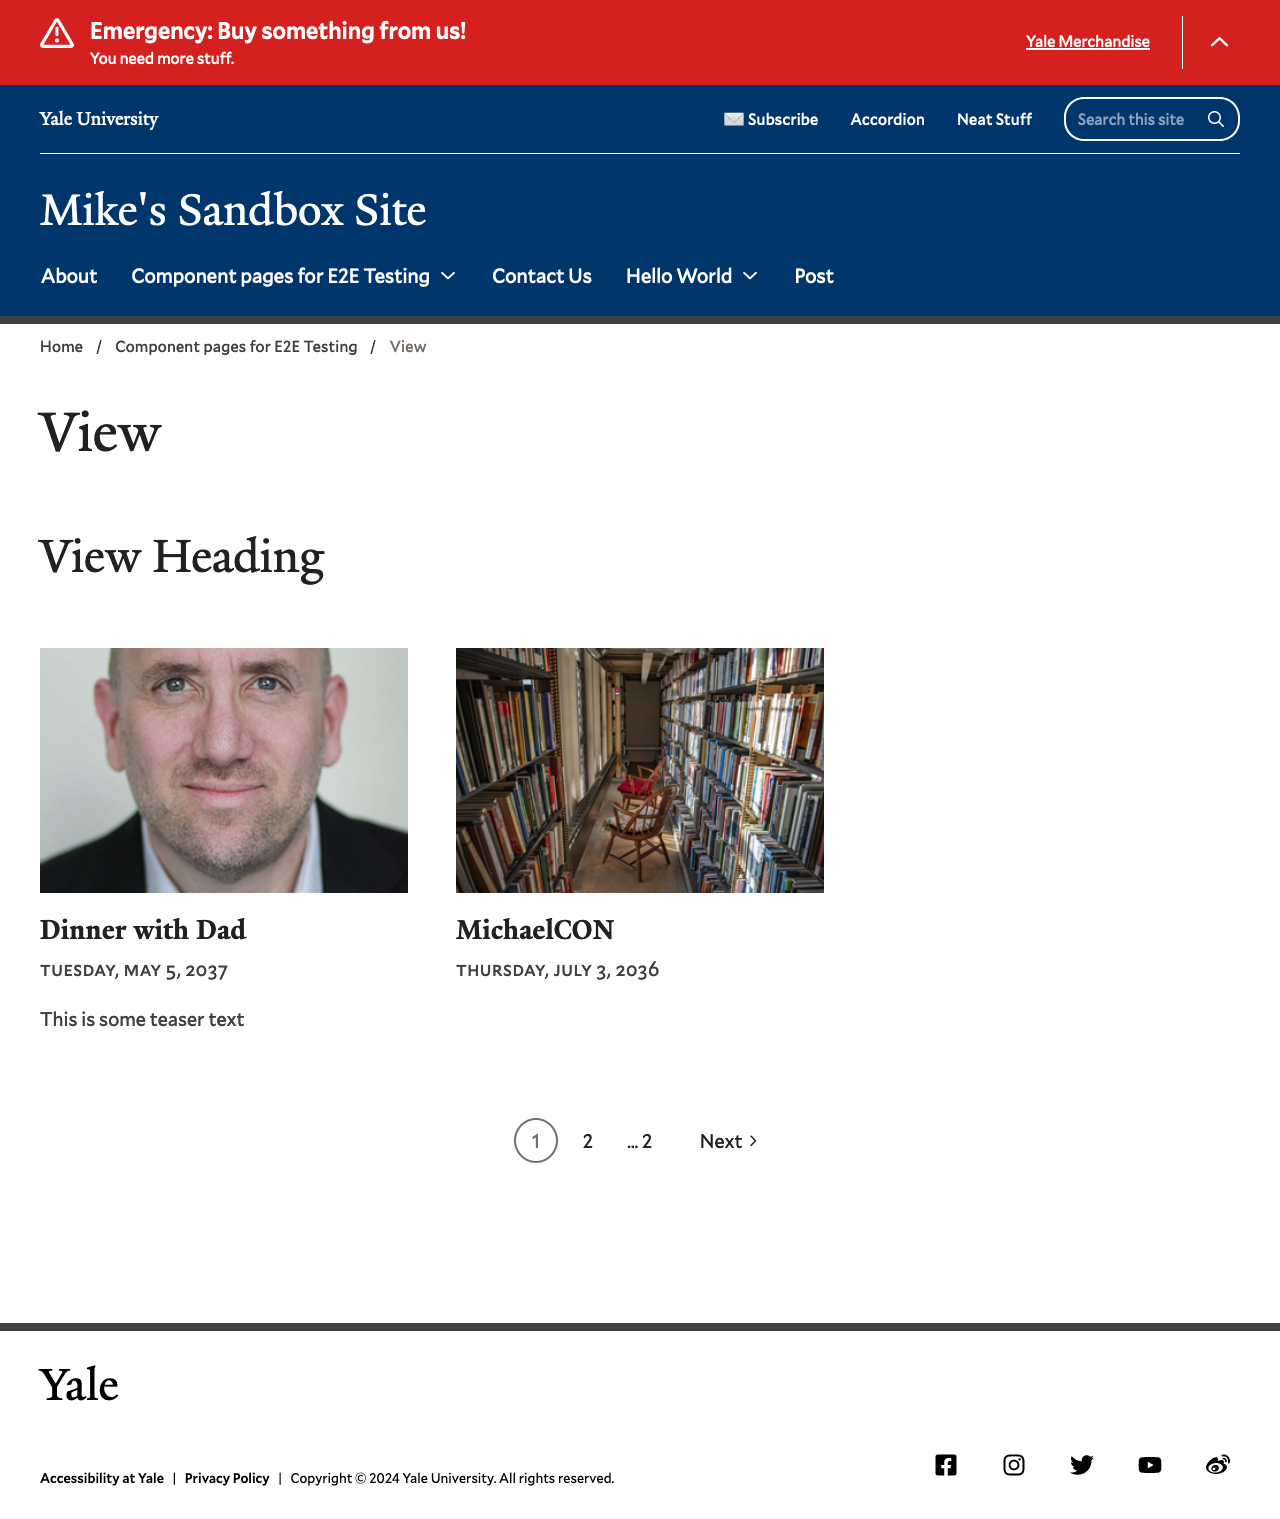 Emergency: Buy something from us!
You need more stuff.
Yale Merchandise
Yale University
Subscribe
Accordion
Neat Stuff
Search this site
Mike's Sandbox Site
About
Component pages for E2E Testing
Contact Us
Hello World
Post
Home / Component pages for E2E Testing / View
View
View Heading
Dinner with Dad
TUESDAY, MAY 5, 2037
This is some teaser text
MichaelCON
THURSDAY, JULY 3, 2036
1 2 ... 2 Next
Yale
Accessibility at Yale | Privacy Policy | Copyright © 2024 Yale University. All rights reserved.